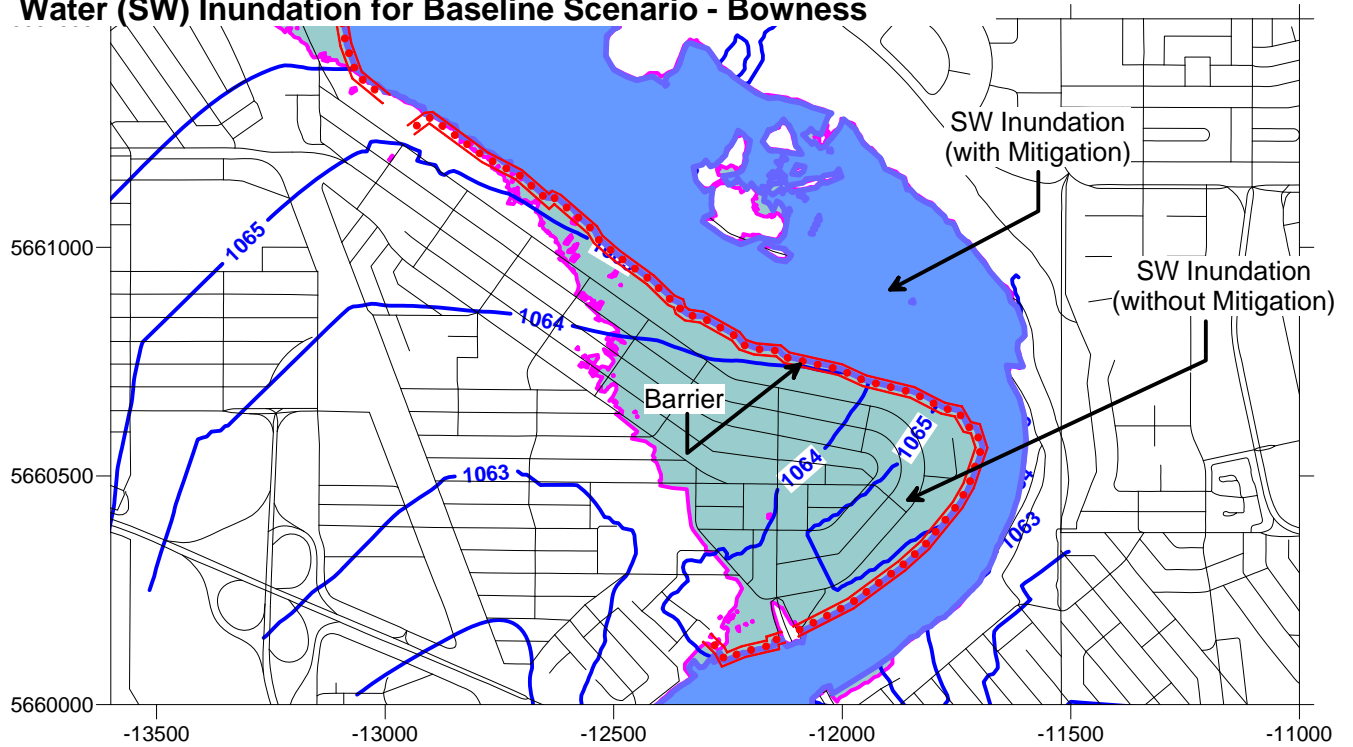 Water (SW) Inundation for Baseline Scenario - Bowness
SW Inundation
(with Mitigation)
SW Inundation
(without Mitigation)
Barrier
1065
1064
1063
1064
1065
1063
5661000
5660500
5660000
-13500
-13000
-12500
-12000
-11500
-11000